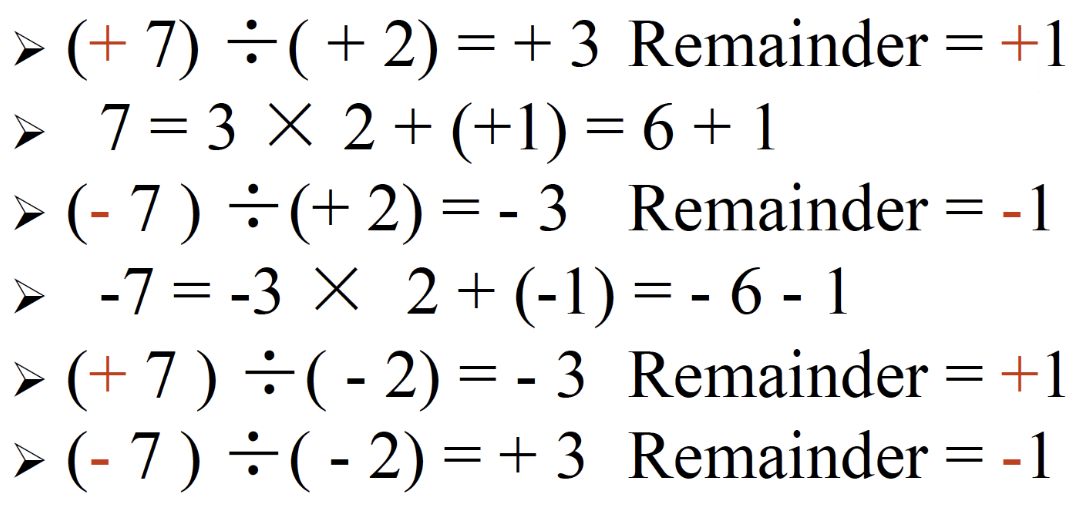 ➢ (+ 7) ÷( + 2) = + 3 Remainder = +1
➢ 7 = 3 × 2 + (+1) = 6 + 1
➢ (- 7 ) ÷(+ 2) = - 3 Remainder = -1
➢ -7 = -3 × 2 + (-1) = - 6 - 1
➢ (+ 7 ) ÷( - 2) = - 3 Remainder = +1
➢ (- 7 ) ÷( - 2) = + 3 Remainder = -1